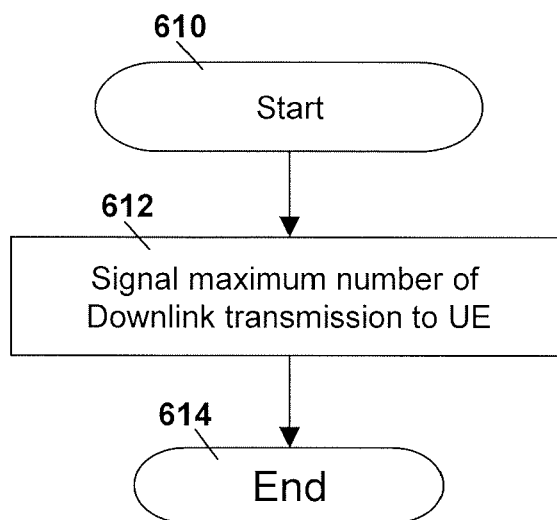 610
Start
612
Signal maximum number of
Downlink transmission to UE
614
End